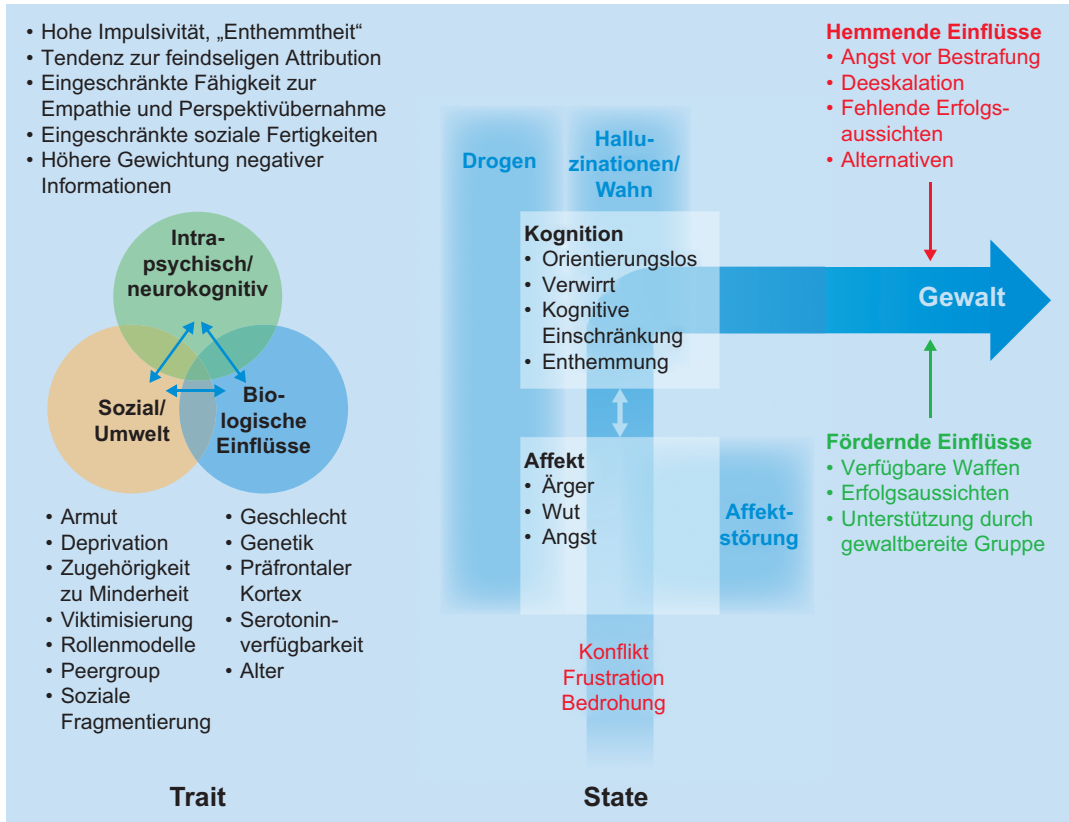 • Hohe Impulsivität, „Enthemmtheit“
• Tendenz zur feindseligen Attribution
• Eingeschränkte Fähigkeit zur
Empathie und Perspektivübernahme
• Eingeschränkte soziale Fertigkeiten
• Höhere Gewichtung negativer
Informationen
Intra-
psychisch/
neurokognitiv
Sozial/
Umwelt
Bio-
logische
Einflüsse
• Armut
• Deprivation
• Zugehörigkeit
zu Minderheit
• Viktimisierung
• Rollenmodelle
• Peergroup
• Soziale
Fragmentierung
• Geschlecht
• Genetik
• Präfrontaler
Kortex
• Serotonin-
verfügbarkeit
• Alter
Trait
Drogen
Hallu-
zinationen/
Wahn
Kognition
• Orientierungslos
• Verwirrt
• Kognitive
Einschränkung
• Enthemmung
Affekt
• Ärger
• Wut
• Angst
Affekt-
störung
Konflikt
Frustration
Bedrohung
State
Hemmende Einflüsse
• Angst vor Bestrafung
• Deeskalation
• Fehlende Erfolgs-
aussichten
• Alternativen
Gewalt
Fördernde Einflüsse
• Verfügbare Waffen
• Erfolgsaussichten
• Unterstützung durch
gewaltbereite Gruppe